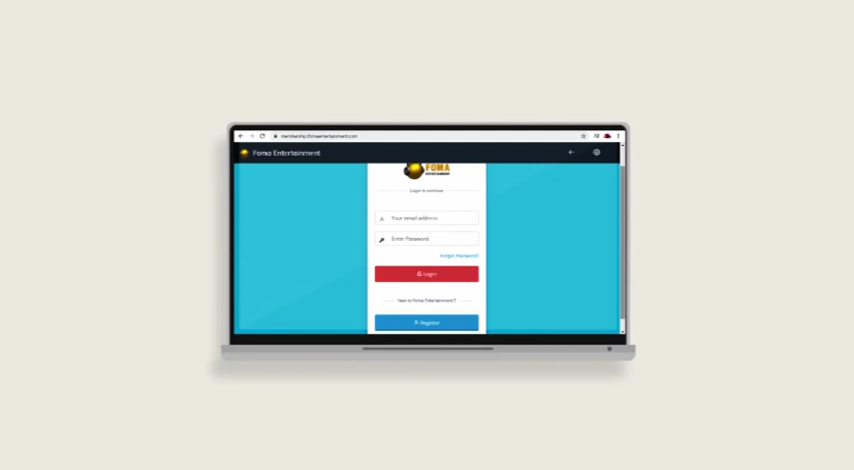 membership.fomaentertainment.com
Foma Entertainment
FOMA
ENTERTAINMENT
Login to continue
Your email address
Enter Password
Forgot Password?
Login
New to Foma Entertainment?
Register